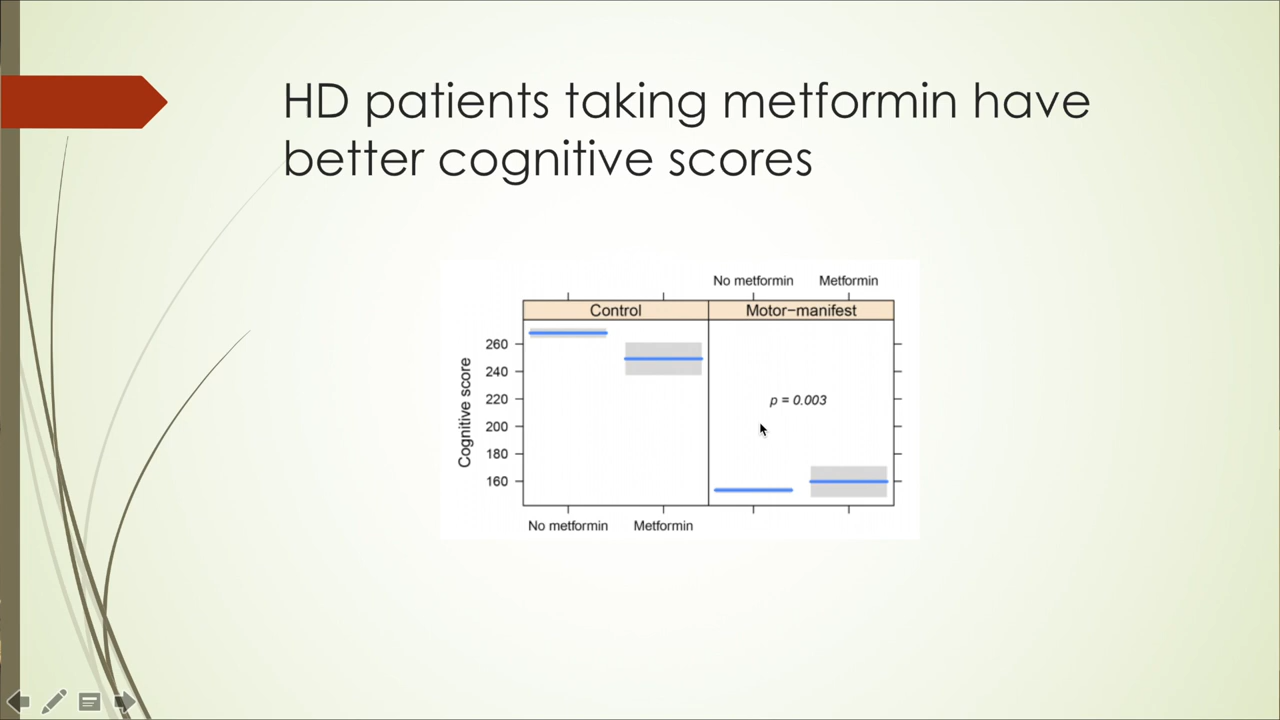 HD patients taking metformin have
better cognitive scores
No metformin Metformin
Control Motor−manifest
Cognitive score
260
240
220
200
180
160
p = 0.003
No metformin Metformin